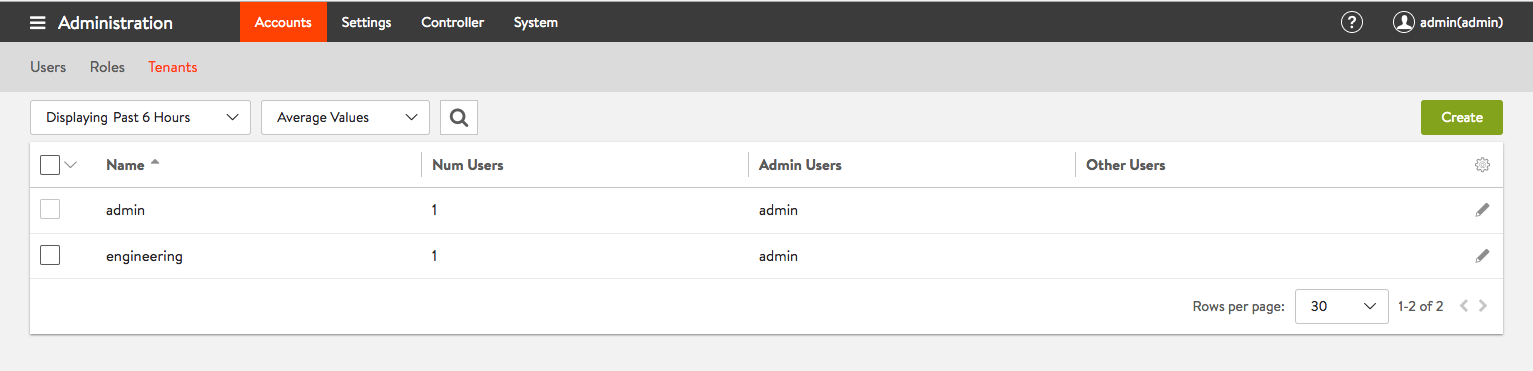 Administration Accounts Settings Controller System ? admin(admin)
Users Roles Tenants
Displaying Past 6 Hours Average Values Create
Name Num Users Admin Users Other Users
admin 1 admin
engineering 1 admin
Rows per page: 30 1-2 of 2